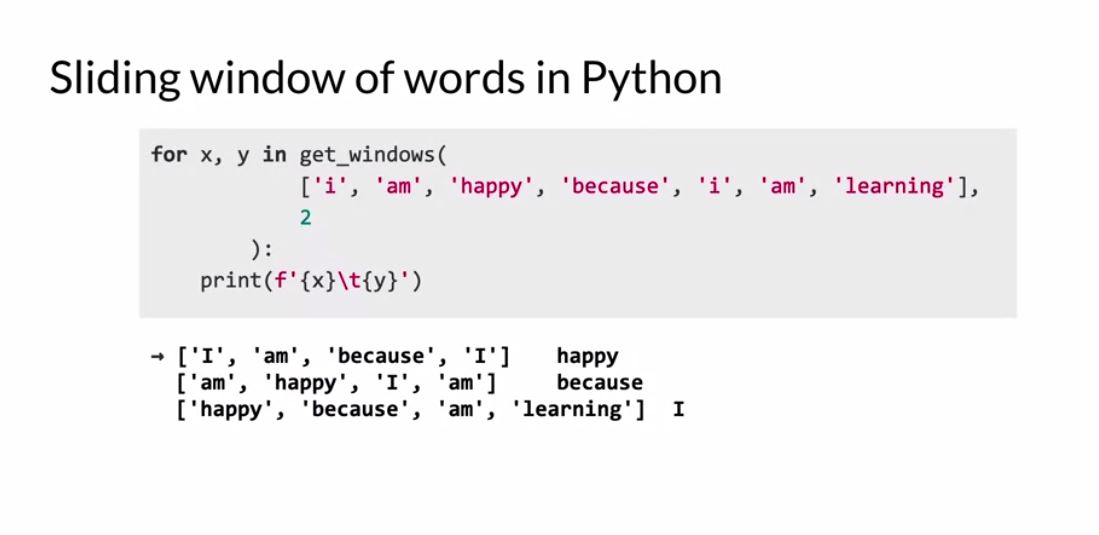 Sliding window of words in Python
for x, y in get_windows(
['i', 'am', 'happy', 'because', 'i', 'am', 'learning'],
2
):
print(f'{x}\t{y}')
→ ['I', 'am', 'because', 'I'] happy
['am', 'happy', 'I', 'am'] because
['happy', 'because', 'am', 'learning'] I